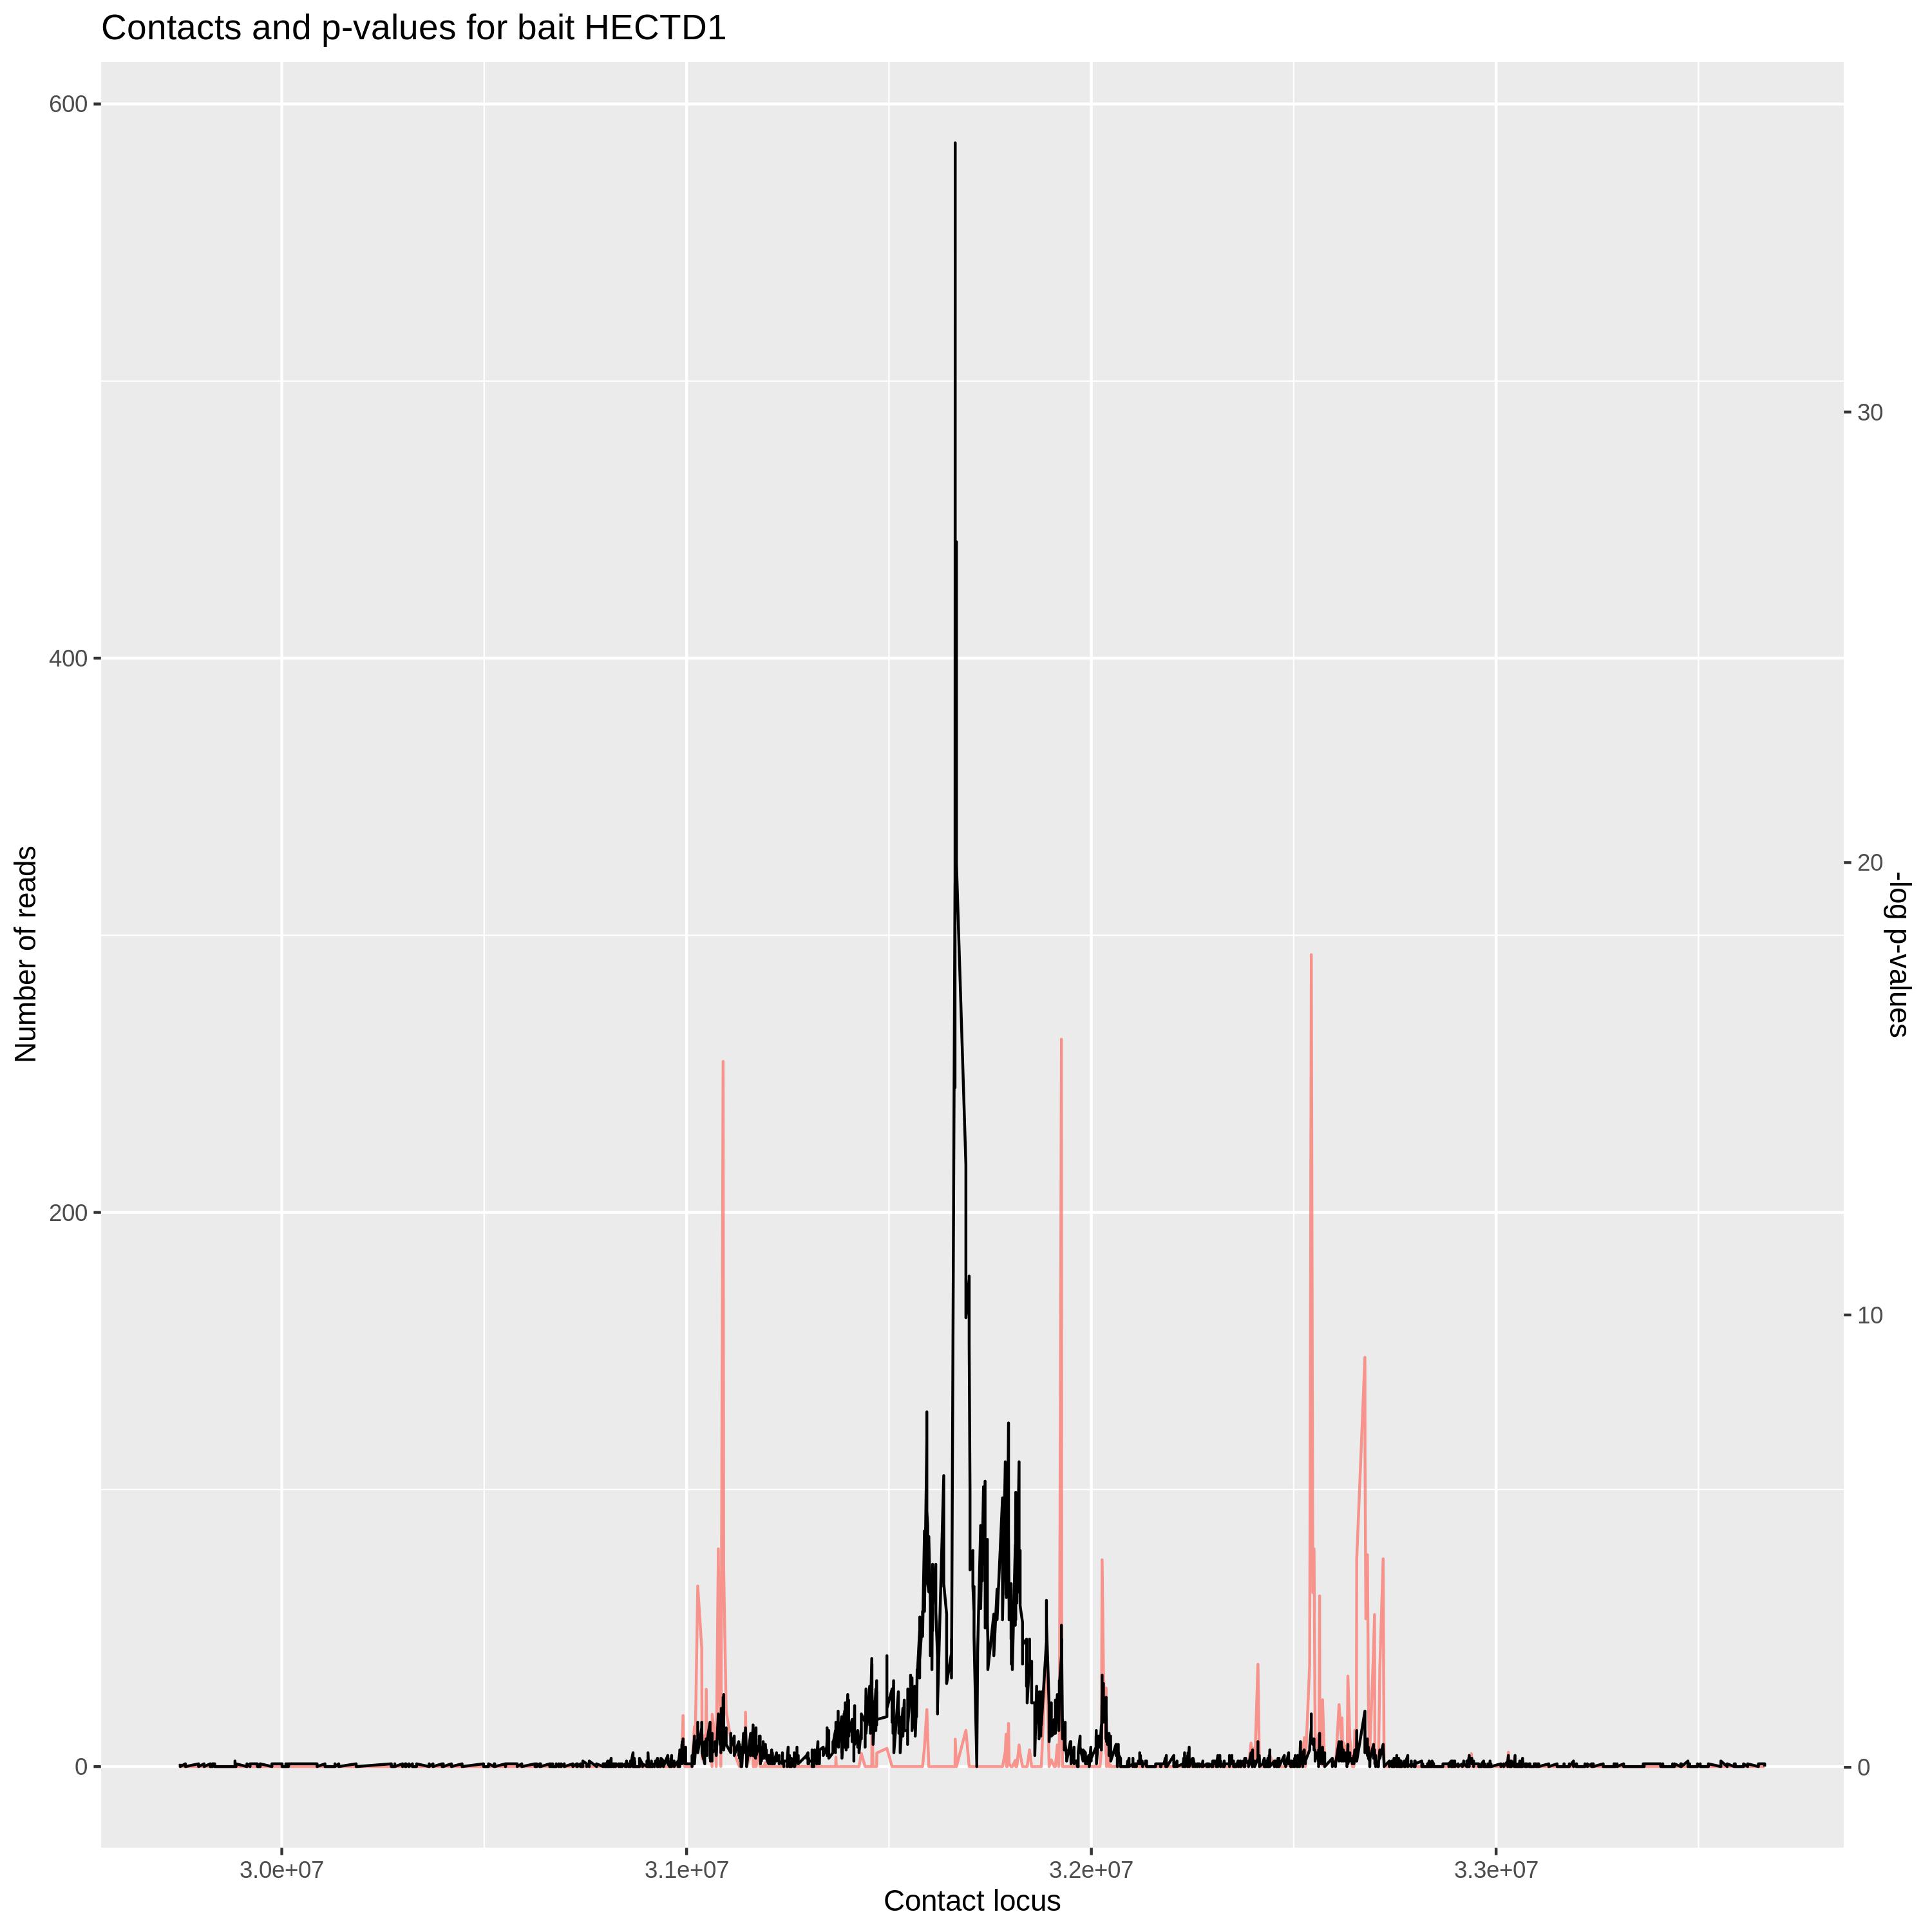 Contacts and p-values for bait HECTD1
600
400
200
0
Number of reads
30
20
10
0
-log p-values
3.0e+07
3.1e+07
3.2e+07
3.3e+07
Contact locus